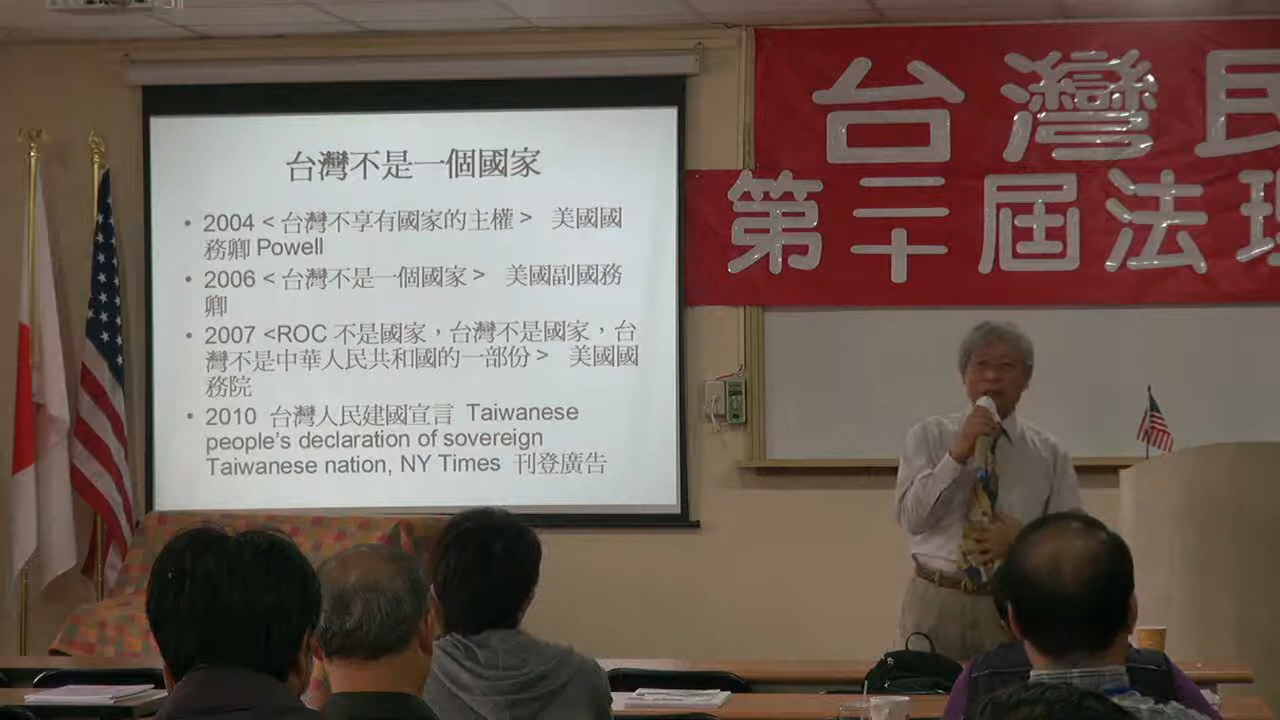 台灣不是一個國家
• 2004 < 台灣不享有國家的主權 > 美國國
務卿 Powell
• 2006 < 台灣不是一個國家 > 美國副國務
卿
• 2007 <ROC 不是國家，台灣不是國家，台
灣不是中華人民共和國的一部份 > 美國國
務院
• 2010 台灣人民建國宣言 Taiwanese
people's declaration of sovereign
Taiwanese nation, NY Times 刊登廣告
台灣民
第二十屆法理